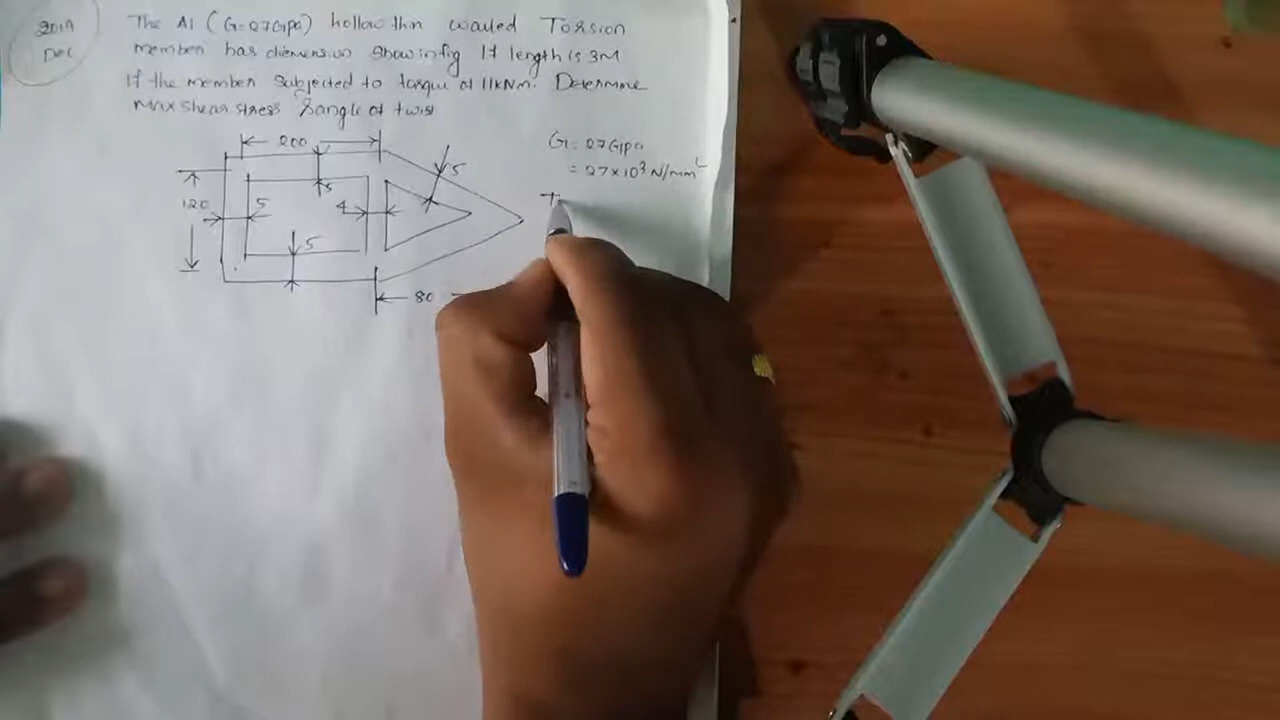 2019
Dec
The Al (G=27GPa) hollow thin walled Torsion
member has dimension show in fig If length is 3M
If the member subjected to torque of 11kNm. Determine
max shear stress & angle of twist
200
5
G = 27GPa
= 27×10³ N/mm²
120
5
5
4
5
80
T